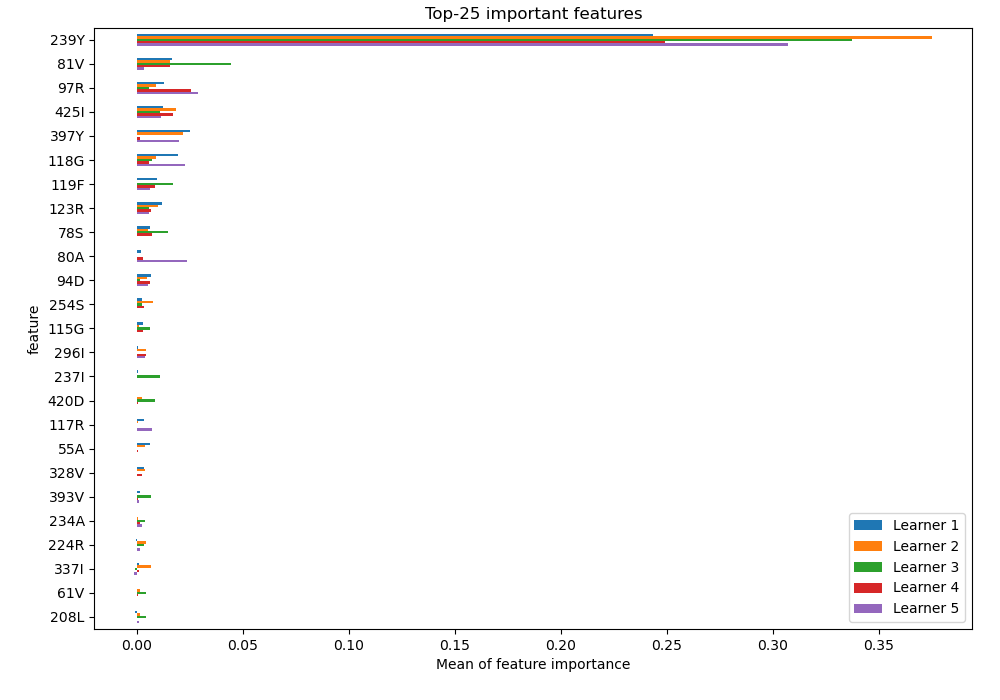 Top-25 important features
239Y
81V
97R
425I
397Y
118G
119F
123R
78S
80A
94D
254S
115G
296I
237I
420D
117R
55A
328V
393V
234A
224R
337I
61V
208L
feature
Learner 1
Learner 2
Learner 3
Learner 4
Learner 5
0.00 0.05 0.10 0.15 0.20 0.25 0.30 0.35
Mean of feature importance